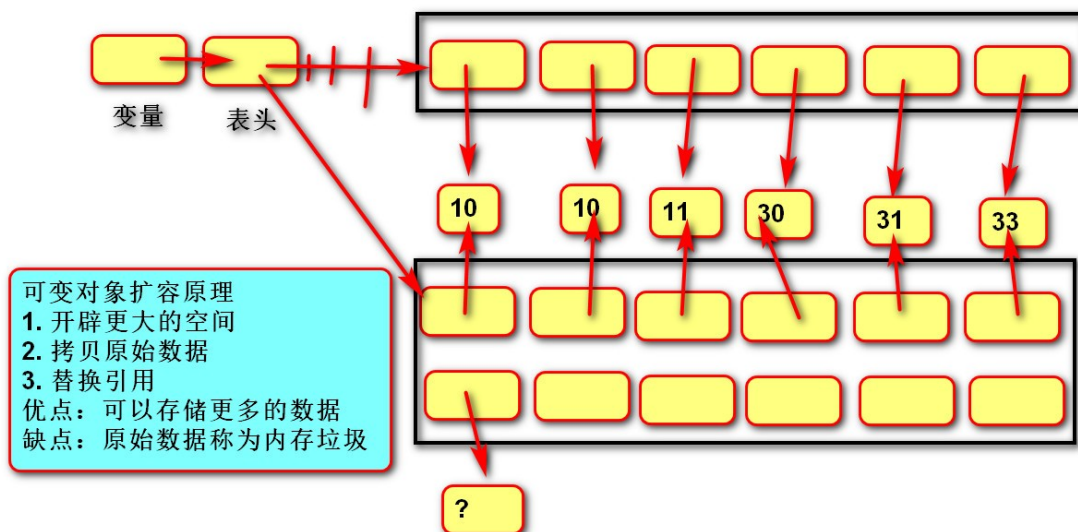 变量
表头
10
10
11
30
31
33
可变对象扩容原理
1. 开辟更大的空间
2. 拷贝原始数据
3. 替换引用
优点：可以存储更多的数据
缺点：原始数据称为内存垃圾
?